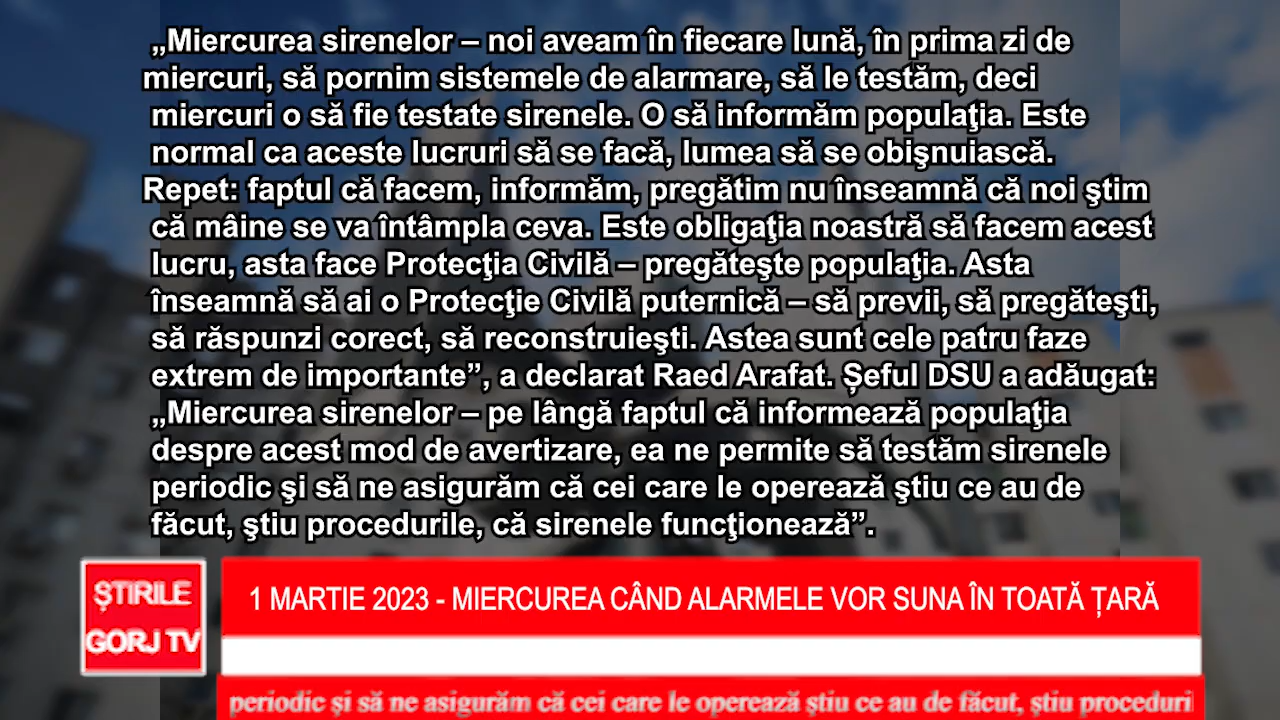 „Miercurea sirenelor – noi aveam în fiecare lună, în prima zi de
miercuri, să pornim sistemele de alarmare, să le testăm, deci
miercuri o să fie testate sirenele. O să informăm populaţia. Este
normal ca aceste lucruri să se facă, lumea să se obişnuiască.
Repet: faptul că facem, informăm, pregătim nu înseamnă că noi ştim
că mâine se va întâmpla ceva. Este obligaţia noastră să facem acest
lucru, asta face Protecţia Civilă – pregăteşte populaţia. Asta
înseamnă să ai o Protecţie Civilă puternică – să previi, să pregăteşti,
să răspunzi corect, să reconstruieşti. Astea sunt cele patru faze
extrem de importante”, a declarat Raed Arafat. Șeful DSU a adăugat:
„Miercurea sirenelor – pe lângă faptul că informează populaţia
despre acest mod de avertizare, ea ne permite să testăm sirenele
periodic şi să ne asigurăm că cei care le operează ştiu ce au de
făcut, ştiu procedurile, că sirenele funcţionează”.
ȘTIRILE
GORJ TV
1 MARTIE 2023 - MIERCUREA CÂND ALARMELE VOR SUNA ÎN TOATĂ ȚARĂ
periodic şi să ne asigurăm că cei care le operează ştiu ce au de făcut, ştiu proceduri